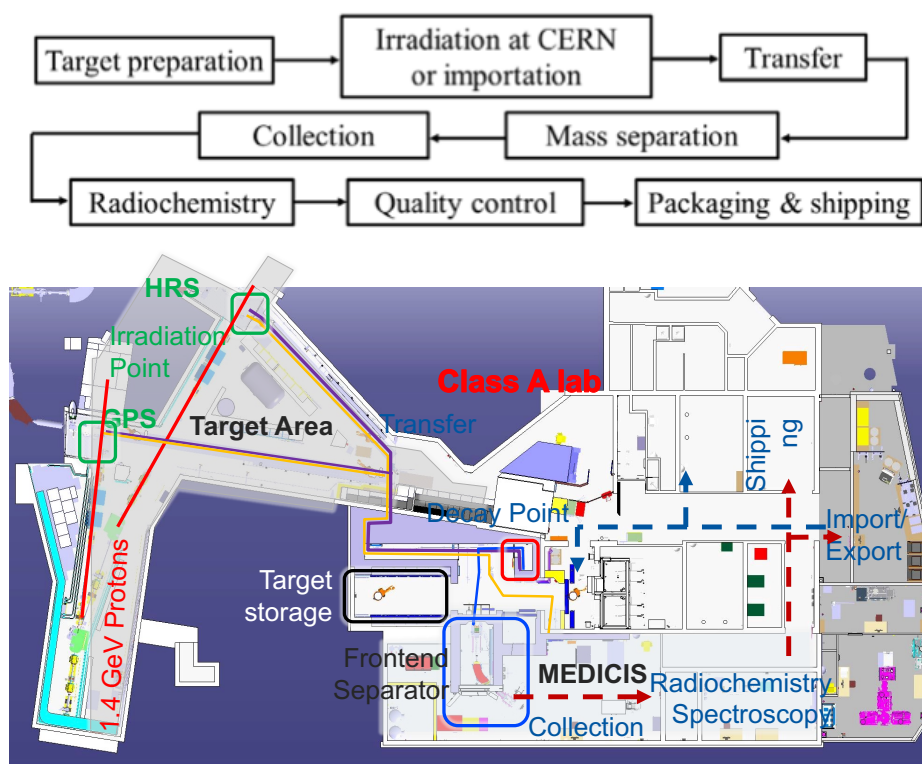 Target preparation
Irradiation at CERN
or importation
Transfer
Collection
Mass separation
Radiochemistry
Quality control
Packaging & shipping
HRS
Irradiation
Point
GPS
Target Area
Transfer
Class A lab
Shippi
ng
Decay Point
Import/
Export
Target
storage
1.4 GeV Protons
Frontend
Separator
MEDICIS
Collection
Radiochemistry
Spectroscopy